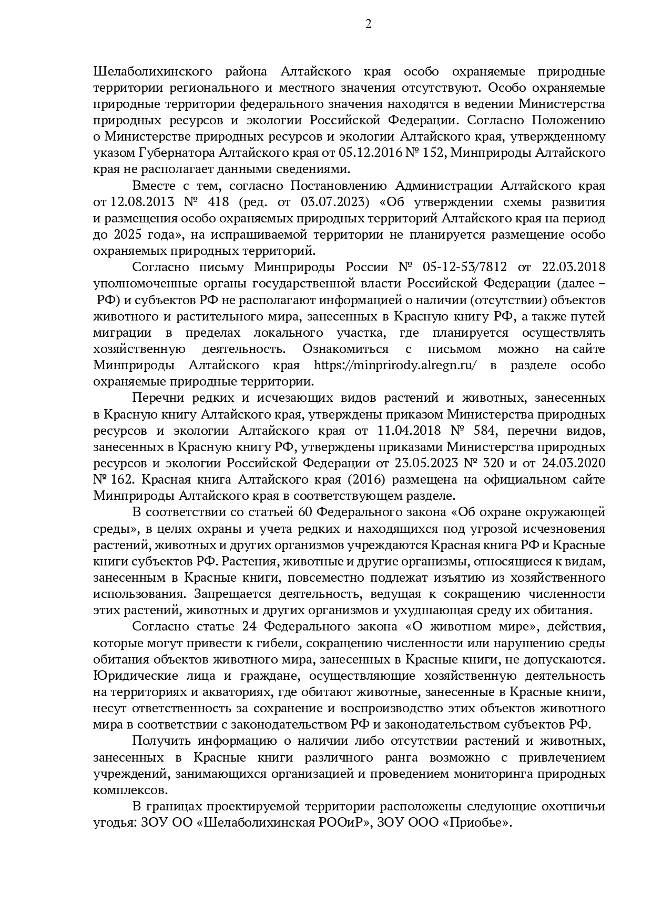 2
Шелаболихинского района Алтайского края особо охраняемые природные
территории регионального и местного значения отсутствуют. Особо охраняемые
природные территории федерального значения находятся в ведении Министерства
природных ресурсов и экологии Российской Федерации. Согласно Положению
о Министерстве природных ресурсов и экологии Алтайского края, утвержденному
указом Губернатора Алтайского края от 05.12.2016 № 152, Минприроды Алтайского
края не располагает данными сведениями.
Вместе с тем, согласно Постановлению Администрации Алтайского края
от 12.08.2013 № 418 (ред. от 03.07.2023) «Об утверждении схемы развития
и размещения особо охраняемых природных территорий Алтайского края на период
до 2025 года», на испрашиваемой территории не планируется размещение особо
охраняемых природных территорий.
Согласно письму Минприроды России № 05-12-53/7812 от 22.03.2018
уполномоченные органы государственной власти Российской Федерации (далее –
РФ) и субъектов РФ не располагают информацией о наличии (отсутствии) объектов
животного и растительного мира, занесенных в Красную книгу РФ, а также путей
миграции в пределах локального участка, где планируется осуществлять
хозяйственную деятельность. Ознакомиться с письмом можно на сайте
Минприроды Алтайского края https://minprirody.alregn.ru/ в разделе особо
охраняемые природные территории.
Перечни редких и исчезающих видов растений и животных, занесенных
в Красную книгу Алтайского края, утверждены приказом Министерства природных
ресурсов и экологии Алтайского края от 11.04.2018 № 584, перечни видов,
занесенных в Красную книгу РФ, утверждены приказами Министерства природных
ресурсов и экологии Российской Федерации от 23.05.2023 № 320 и от 24.03.2020
№ 162. Красная книга Алтайского края (2016) размещена на официальном сайте
Минприроды Алтайского края в соответствующем разделе.
В соответствии со статьей 60 Федерального закона «Об охране окружающей
среды», в целях охраны и учета редких и находящихся под угрозой исчезновения
растений, животных и других организмов учреждаются Красная книга РФ и Красные
книги субъектов РФ. Растения, животные и другие организмы, относящиеся к видам,
занесенным в Красные книги, повсеместно подлежат изъятию из хозяйственного
использования. Запрещается деятельность, ведущая к сокращению численности
этих растений, животных и других организмов и ухудшающая среду их обитания.
Согласно статье 24 Федерального закона «О животном мире», действия,
которые могут привести к гибели, сокращению численности или нарушению среды
обитания объектов животного мира, занесенных в Красные книги, не допускаются.
Юридические лица и граждане, осуществляющие хозяйственную деятельность
на территориях и акваториях, где обитают животные, занесенные в Красные книги,
несут ответственность за сохранение и воспроизводство этих объектов животного
мира в соответствии с законодательством РФ и законодательством субъектов РФ.
Получить информацию о наличии либо отсутствии растений и животных,
занесенных в Красные книги различного ранга возможно с привлечением
учреждений, занимающихся организацией и проведением мониторинга природных
комплексов.
В границах проектируемой территории расположены следующие охотничьи
угодья: ЗОУ ОО «Шелаболихинская РООиР», ЗОУ ООО «Приобье».